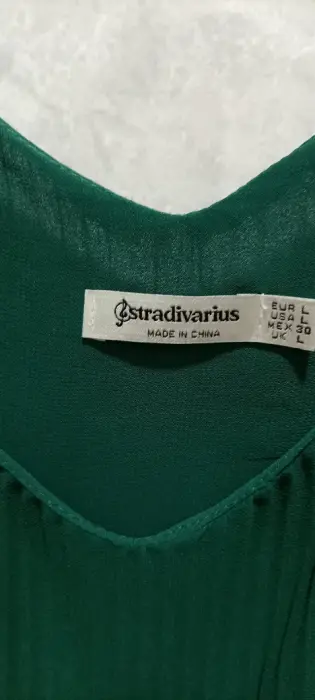 stradivarius
MADE IN CHINA
EUR L
USA L
MEX 30
UK L